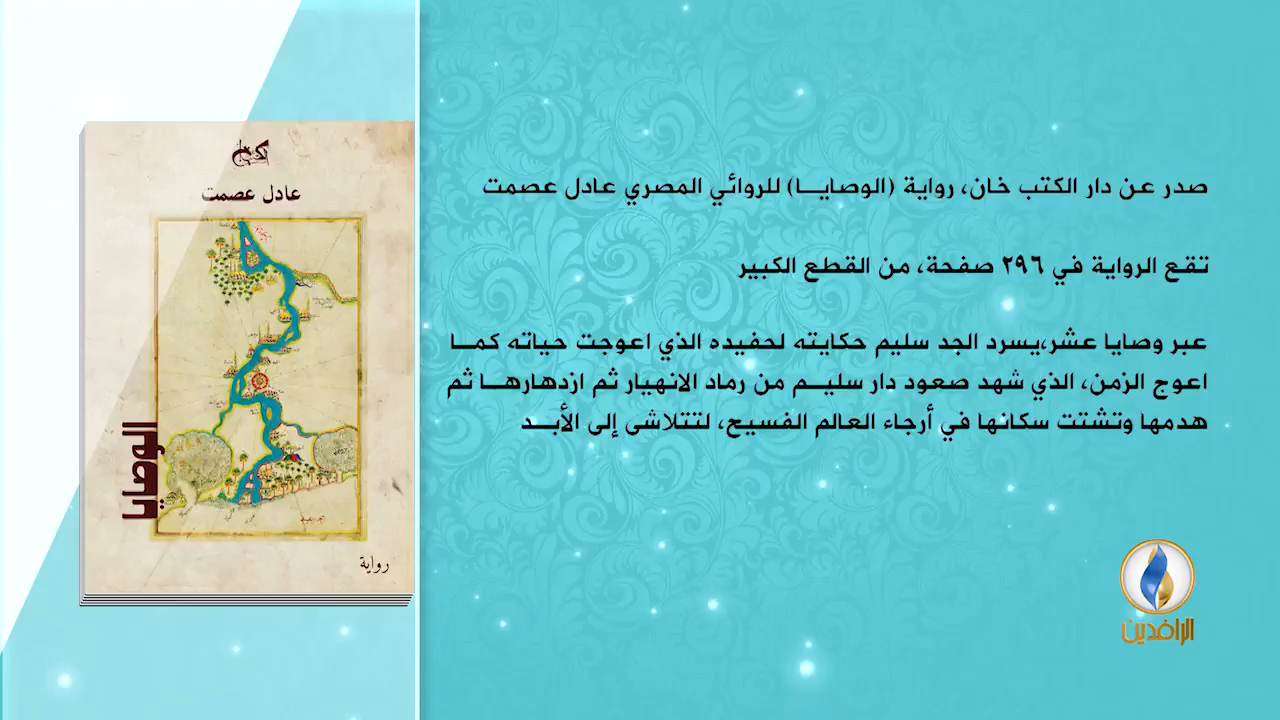 عادل عصمت
الوصايا
رواية
صدر عن دار الكتب خان، رواية (الوصايـــا) للروائي المصري عادل عصمت
تقع الرواية في ٢٩٦ صفحة، من القطع الكبير
عبر وصايا عشر،يسرد الجد سليم حكايته لحفيده الذي اعوجت حياته كمـــا
اعوج الزمن، الذي شهد صعود دار سليـــم من رماد الانهيار ثم ازدهارهـــا ثم
هدمها وتشتت سكانها في أرجاء العالم الفسيح، لتتلاشى إلى الأبـــد
الرافدين